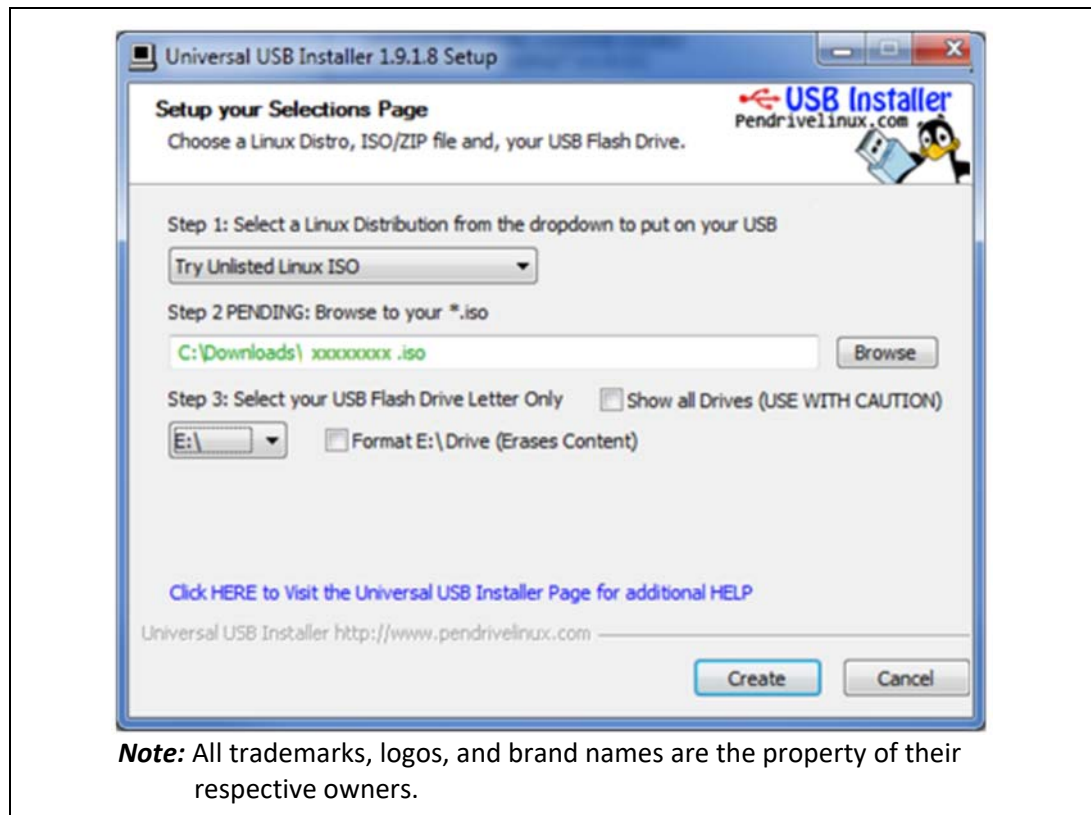 Universal USB Installer 1.9.1.8 Setup
Setup your Selections Page
Choose a Linux Distro, ISO/ZIP file and, your USB Flash Drive.
USB Installer
Pendrivelinux.com
Step 1: Select a Linux Distribution from the dropdown to put on your USB
Try Unlisted Linux ISO
Step 2 PENDING: Browse to your *.iso
C:\Downloads\ xxxxxxxx .iso
Browse
Step 3: Select your USB Flash Drive Letter Only
Show all Drives (USE WITH CAUTION)
E:\
Format E:\ Drive (Erases Content)
Click HERE to Visit the Universal USB Installer Page for additional HELP
Universal USB Installer http://www.pendrivelinux.com
Create
Cancel
Note: All trademarks, logos, and brand names are the property of their
respective owners.